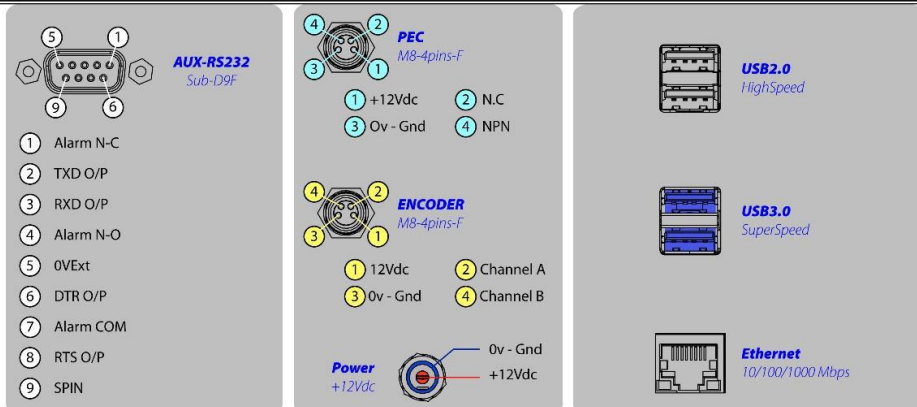 5
1
AUX-RS232
Sub-D9F
9
6
1 Alarm N-C
2 TXD O/P
3 RXD O/P
4 Alarm N-O
5 0VExt
6 DTR O/P
7 Alarm COM
8 RTS O/P
9 SPIN
4
2
PEC
M8-4pins-F
3
1
1 +12Vdc 2 N.C
3 Ov - Gnd 4 NPN
4
2
ENCODER
M8-4pins-F
3
1
1 12Vdc 2 Channel A
3 0v - Gnd 4 Channel B
0v - Gnd
Power
+12Vdc
+12Vdc
USB2.0
HighSpeed
USB3.0
SuperSpeed
Ethernet
10/100/1000 Mbps